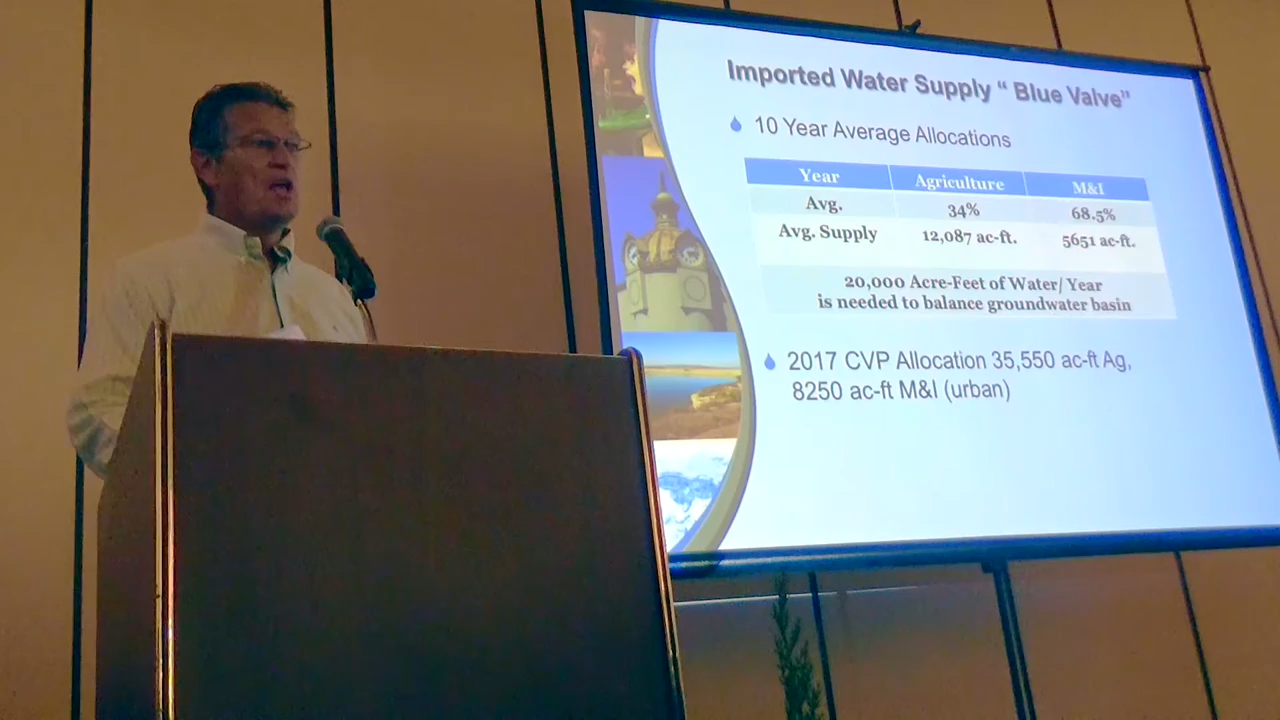 Imported Water Supply “ Blue Valve”
10 Year Average Allocations
Year Agriculture M&I
Avg. 34% 68.5%
Avg. Supply 12,087 ac-ft. 5651 ac-ft.
20,000 Acre-Feet of Water/ Year
is needed to balance groundwater basin
2017 CVP Allocation 35,550 ac-ft Ag,
8250 ac-ft M&I (urban)